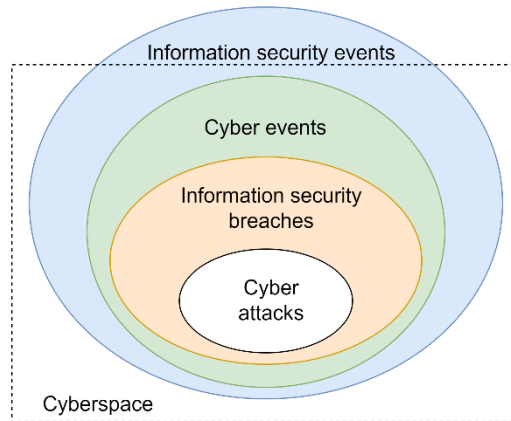 Information security events
Cyber events
Information security
breaches
Cyber
attacks
Cyberspace